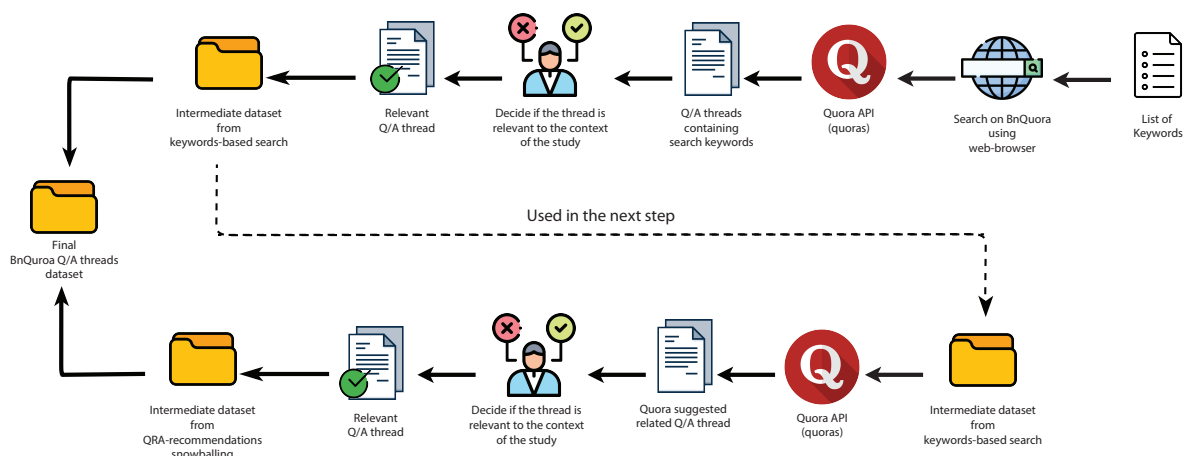 List of
Keywords
Search on BnQuora
using
web-browser
Quora API
(quoras)
Q/A threads
containing
search keywords
Decide if the thread is
relevant to the context
of the study
Relevant
Q/A thread
Intermediate dataset
from
keywords-based search
Used in the next step
Final
BnQuroa Q/A threads
dataset
Intermediate dataset
from
keywords-based search
Quora API
(quoras)
Quora suggested
related Q/A thread
Decide if the thread is
relevant to the context
of the study
Relevant
Q/A thread
Intermediate dataset
from
QRA-recommendations
snowballing
Q
Q